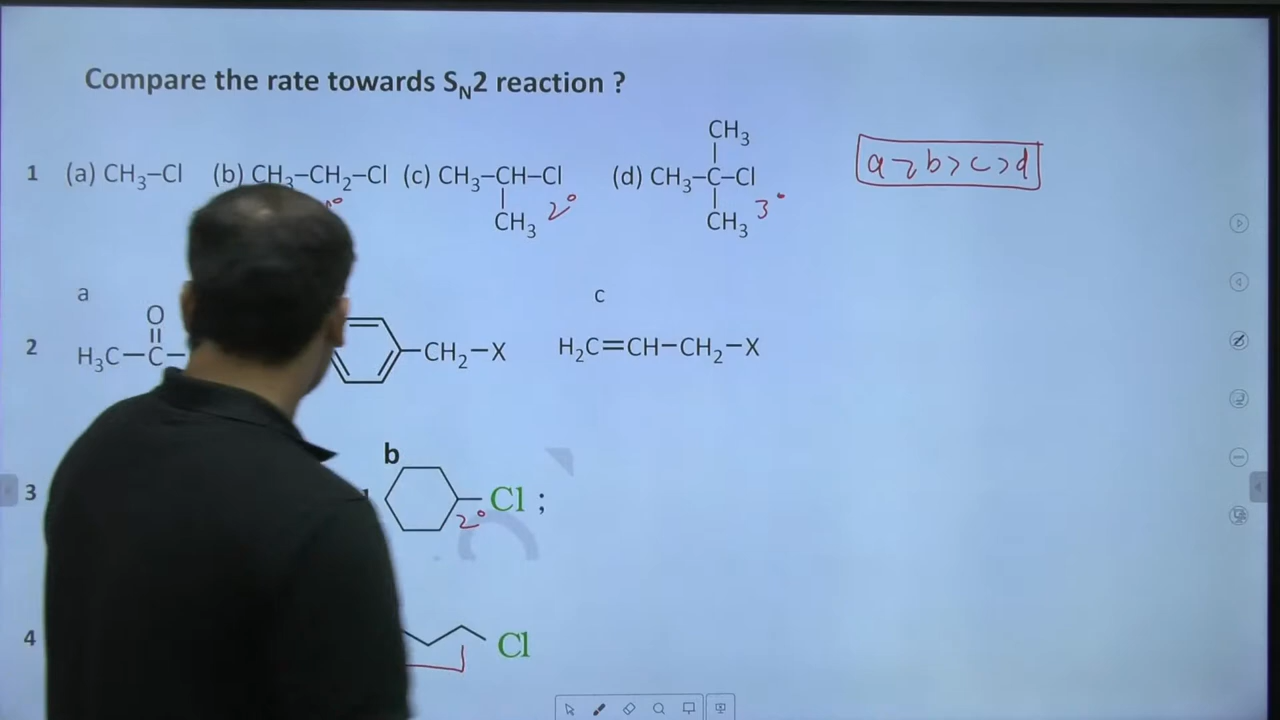 Compare the rate towards SN2 reaction ?
CH3
1 (a) CH3–Cl (b) CH3–CH2–Cl (c) CH3–CH–Cl (d) CH3–C–Cl
a > b > c > d
CH3 2° CH3 3°
a c
O
2 H3C–C– –CH2–X H2C=CH–CH2–X
b
3 Cl ;
2°
4 Cl